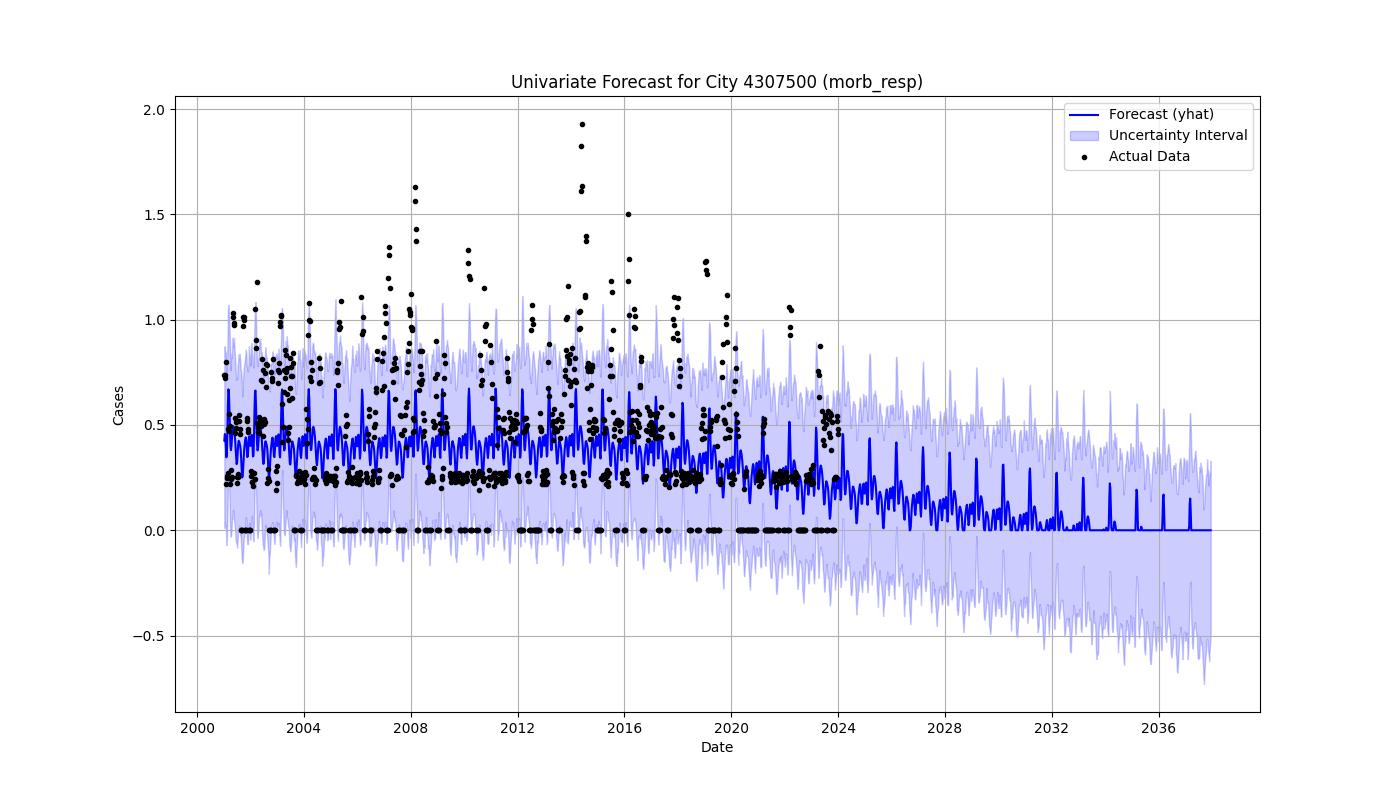 Univariate Forecast for City 4307500 (morb_resp)
Forecast (yhat)
Uncertainty Interval
Actual Data
Cases
2.0
1.5
1.0
0.5
0.0
−0.5
2000 2004 2008 2012 2016 2020 2024 2028 2032 2036
Date